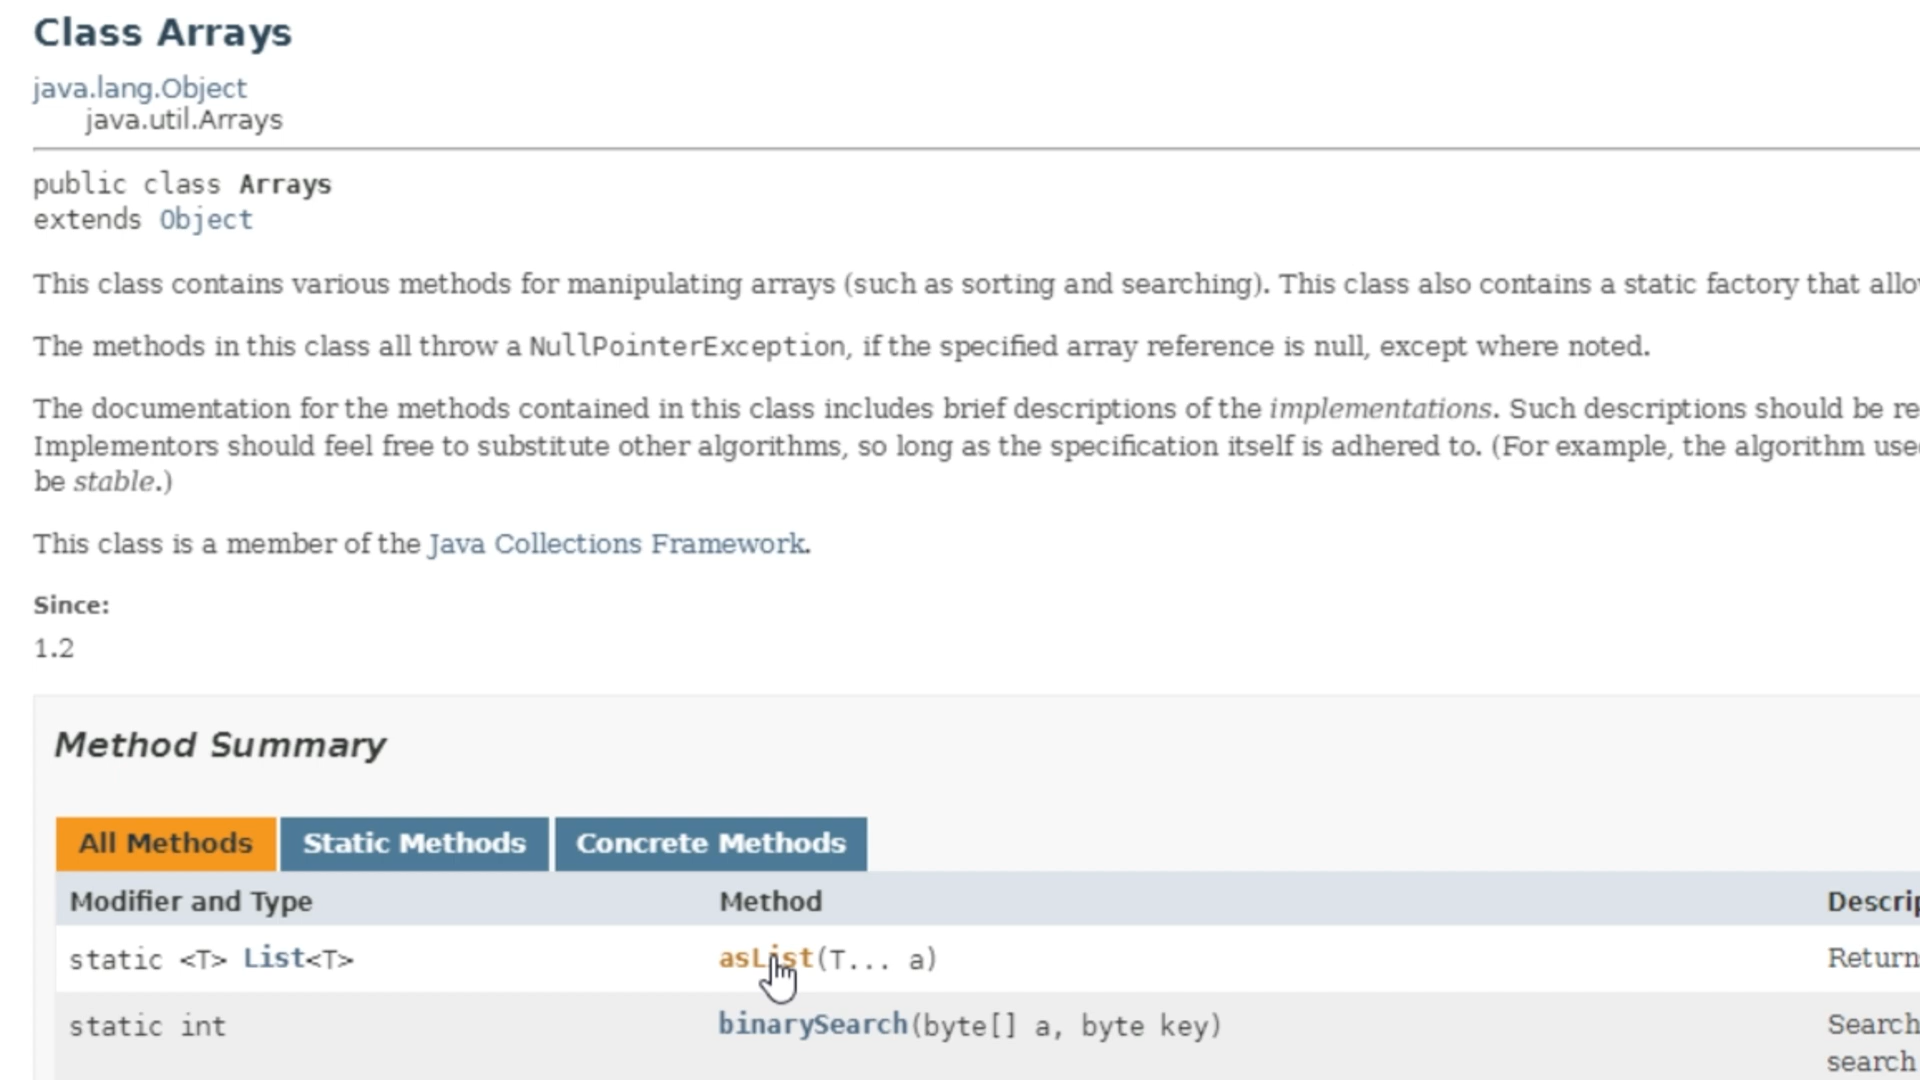 Class Arrays
java.lang.Object
java.util.Arrays
public class Arrays
extends Object
This class contains various methods for manipulating arrays (such as sorting and searching). This class also contains a static factory that
The methods in this class all throw a NullPointerException, if the specified array reference is null, except where noted.
The documentation for the methods contained in this class includes brief descriptions of the implementations. Such descriptions should be
Implementors should feel free to substitute other algorithms, so long as the specification itself is adhered to. (For example, the algorithm
be stable.)
This class is a member of the Java Collections Framework.
Since:
1.2
Method Summary
All Methods Static Methods Concrete Methods
Modifier and Type Method
static <T> List<T> asList(T... a)
static int binarySearch(byte[] a, byte key)
search